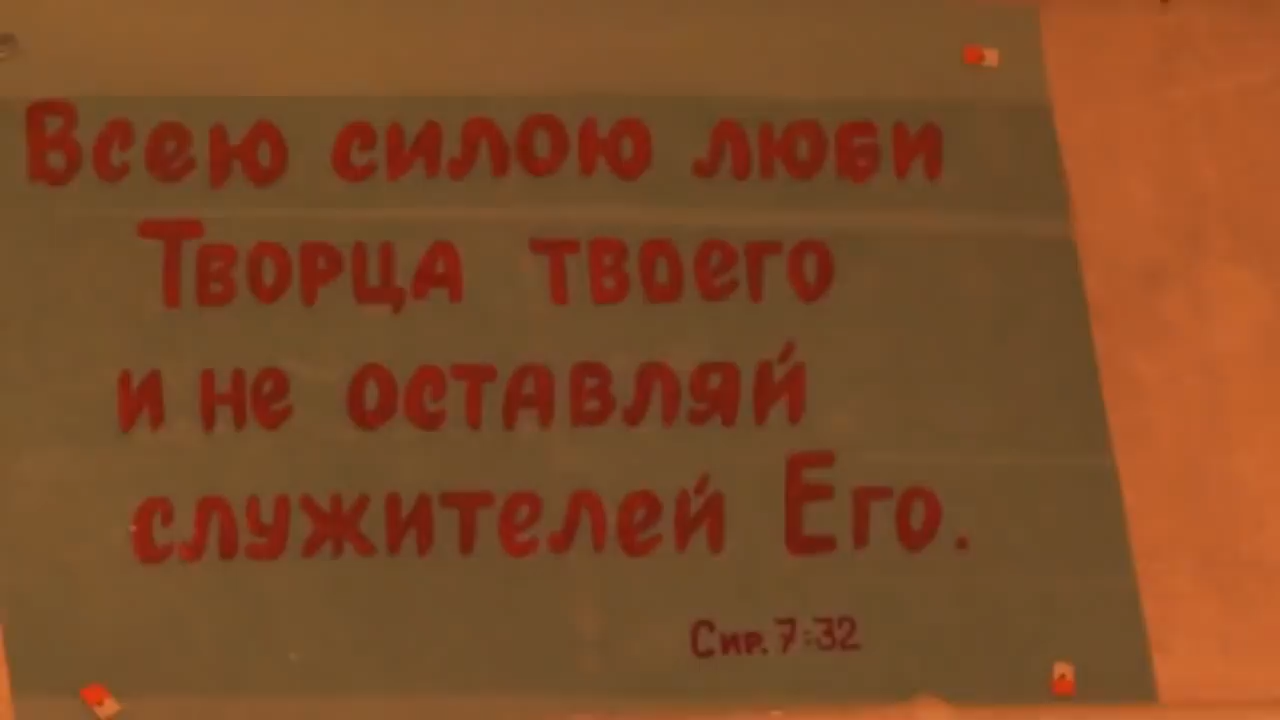 Всею силою люби
Творца твоего
и не оставляй
служителей Его.
Сир. 7:32